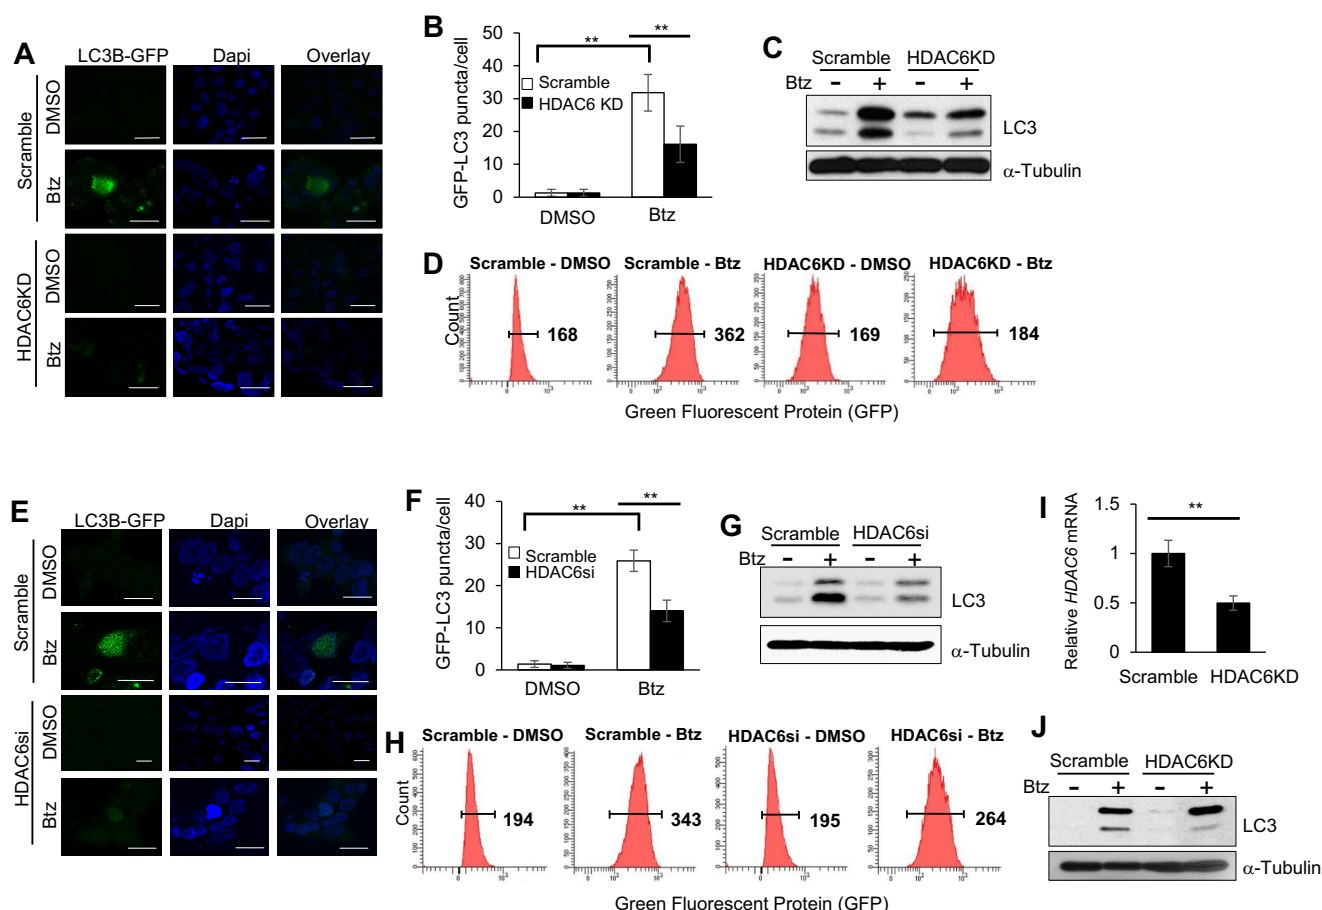 A
LC3B-GFP Dapi Overlay
Scramble
DMSO
Btz
HDAC6KD
DMSO
Btz
B
GFP-LC3 puncta/cell
50
40
30
20
10
0
** **
Scramble
HDAC6 KD
DMSO Btz
C
Scramble HDAC6KD
Btz - + - +
LC3
α-Tubulin
D
Scramble - DMSO Scramble - Btz HDAC6KD - DMSO HDAC6KD - Btz
Count
168 362 169 184
Green Fluorescent Protein (GFP)
E
LC3B-GFP Dapi Overlay
Scramble
DMSO
Btz
HDAC6si
DMSO
Btz
F
GFP-LC3 puncta/cell
40
30
20
10
0
** **
Scramble
HDAC6si
DMSO Btz
G
Scramble HDAC6si
Btz - + - +
LC3
α-Tubulin
H
Scramble - DMSO Scramble - Btz HDAC6si - DMSO HDAC6si - Btz
Count
194 343 195 264
Green Fluorescent Protein (GFP)
I
Relative HDAC6 mRNA
1.5
1
0.5
0
**
Scramble HDAC6KD
J
Scramble HDAC6KD
Btz - + - +
LC3
α-Tubulin